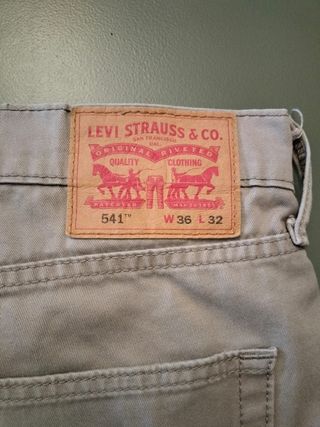 LEVI STRAUSS & CO.
SAN FRANCISCO
CAL.
ORIGINAL RIVETED
QUALITY CLOTHING
541™ W 36 L 32